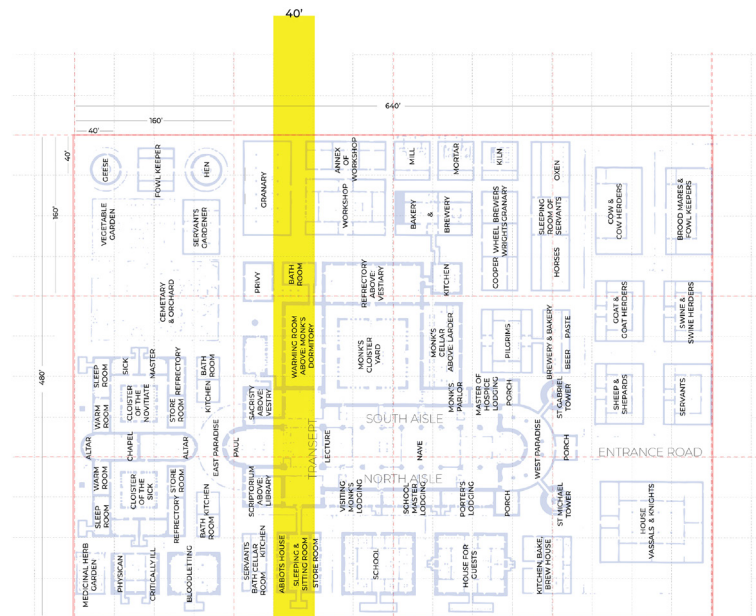 40'
640'
160'
40'
40'
160'
480'
GEESE
FOWL KEEPER
HEN
GRANARY
ANNEX
OF
WORKSHOP
MILL
MORTAR
KILN
OXEN
VEGETABLE
GARDEN
SERVANTS
GARDENER
WORKSHOP
BAKERY
&
BREWERY
COOPER WHEEL BREWERS
WRIGHTS GRANARY
SLEEPING
ROOM OF
SERVANTS
HORSES
COW &
COW HERDERS
BROOD MARES &
FOWL KEEPERS
CEMETARY
& ORCHARD
PRIVY
BATH
ROOM
REFRECTORY
ABOVE:
VESTIARY
KITCHEN
GOAT &
GOAT HERDERS
SWINE &
SWINE HERDERS
WARMING ROOM
ABOVE: MONK'S
DORMITORY
MONK'S
CLOISTER
YARD
MONK'S
CELLAR
ABOVE: LARDER
PILGRIMS
BREWERY & BAKERY
BEER PASTE
SLEEP
ROOM
SICK
MASTER
WARM
ROOM
CLOISTER
OF THE
NOVITIATE
STORE
ROOM
REFRECTORY
KITCHEN
BATH
ROOM
SACRISTY
ABOVE:
VESTRY
MONK'S
PARLOR
MASTER OF
HOSPICE
LODGING
PORCH
ST GABRIEL
TOWER
SHEEP &
SHEPARDS
SERVANTS
SOUTH AISLE
ALTAR
CHAPEL
ALTAR
EAST PARADISE
PAUL
TRANSEPT
LECTURE
NAVE
WEST PARADISE
PORCH
ENTRANCE ROAD
NORTH AISLE
WARM
ROOM
SLEEP
ROOM
CLOISTER
OF THE
SICK
STORE
ROOM
REFRECTORY
BATH KITCHEN
ROOM
SCRIPTORIUM
ABOVE:
LIBRARY
VISITING
MONK'S
LODGING
SCHOOL
MASTER
LODGING
PORTER'S
LODGING
PORCH
ST MICHAEL
TOWER
HOUSE
VASSALS & KNIGHTS
MEDICINAL HERB
GARDEN
PHYSICAN
CRITICALLY ILL
BLOODLETTING
SERVANTS
BATH CELLAR
ROOM KITCHEN
ABBOTS HOUSE
SLEEPING &
SITTING ROOM
STORE ROOM
SCHOOL
HOUSE FOR
GUESTS
KITCHEN, BAKE,
BREW HOUSE